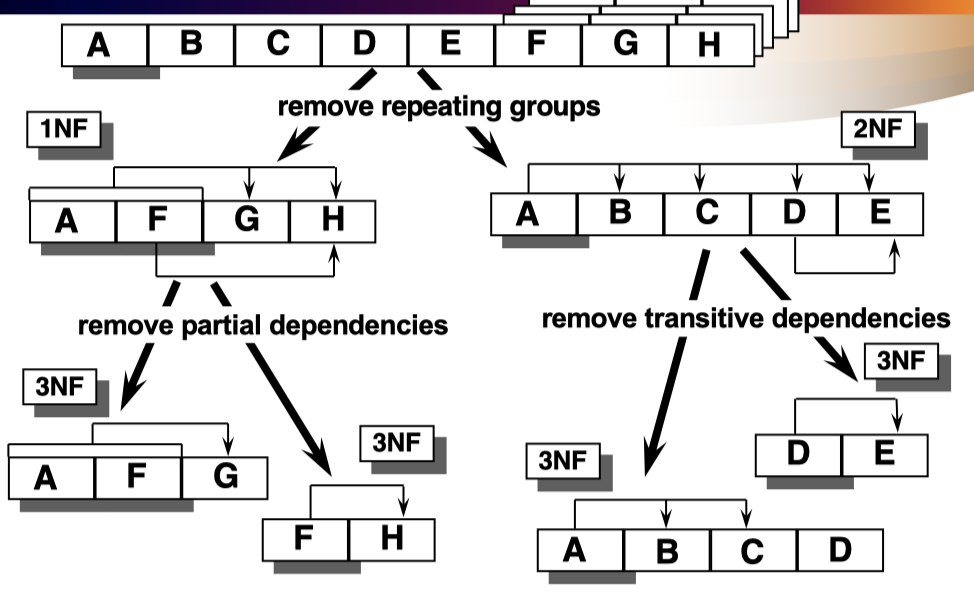 A B C D E F G H
remove repeating groups
1NF
2NF
A F G H
A B C D E
remove partial dependencies
remove transitive dependencies
3NF
3NF
A F G
3NF
3NF
D E
F H
A B C D